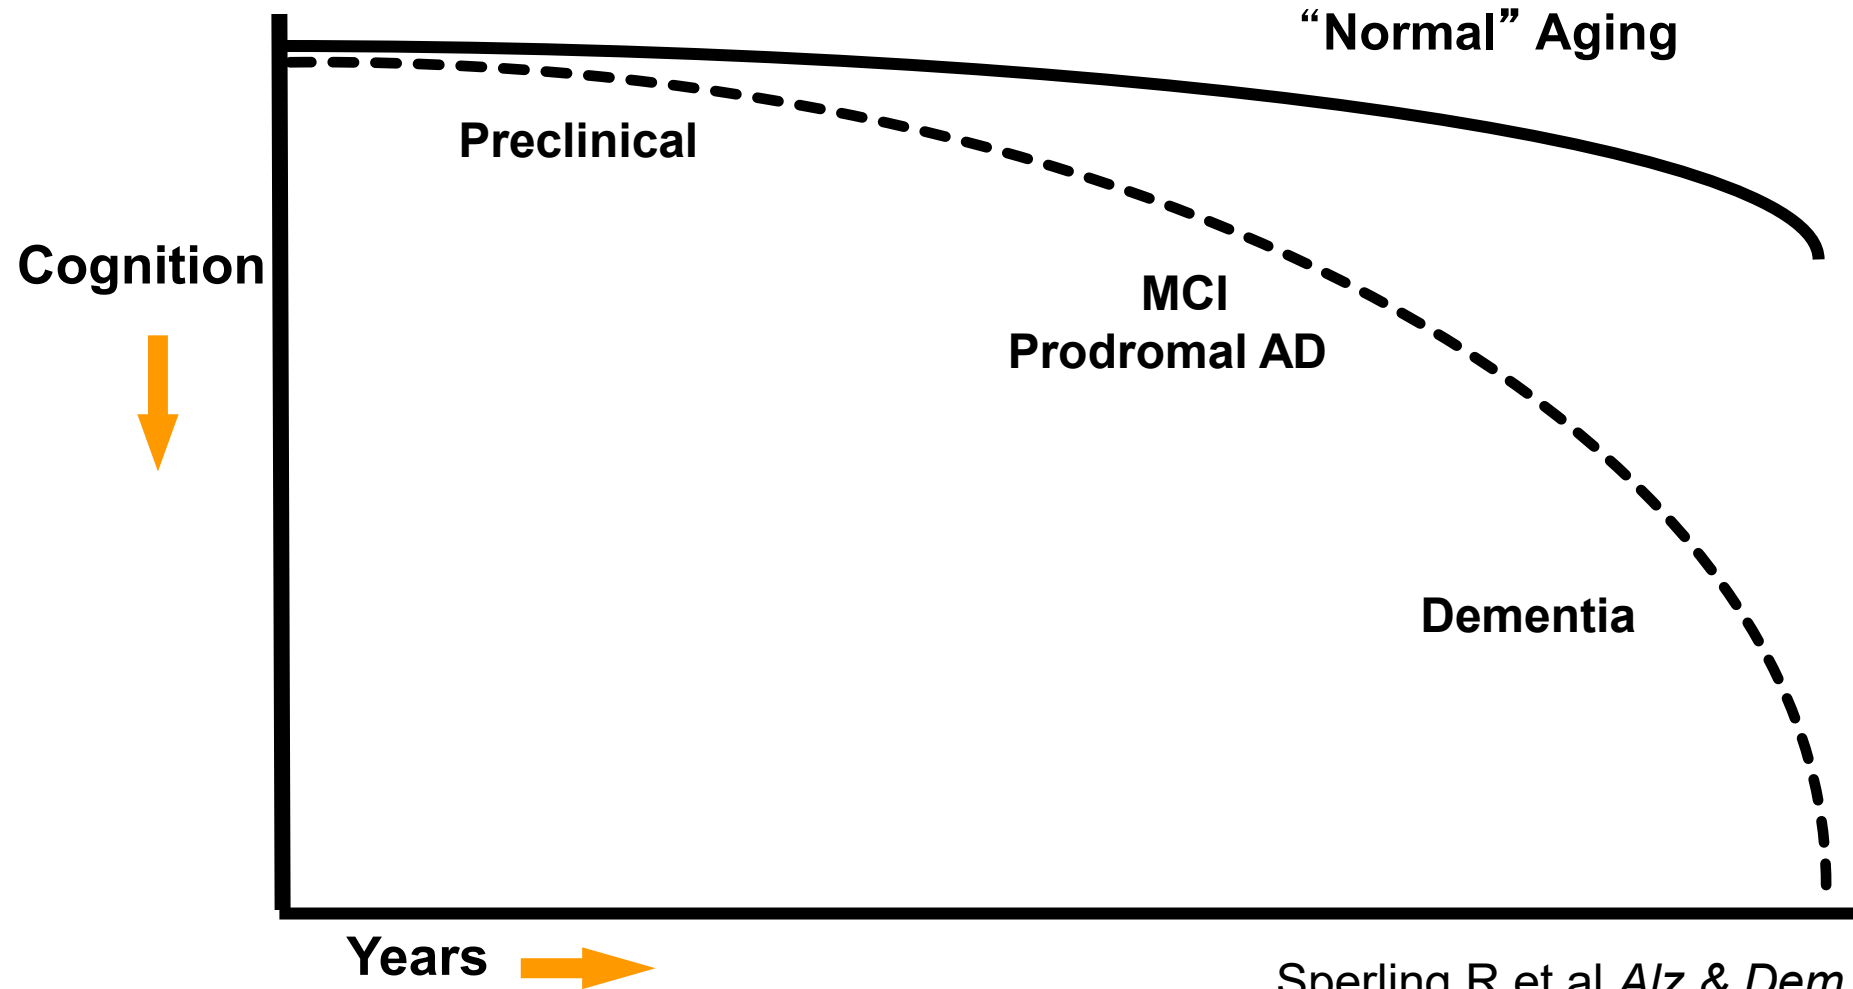 “Normal” Aging
Preclinical
Cognition
MCI
Prodromal AD
Dementia
Years
Sperling R et al Alz & Dem